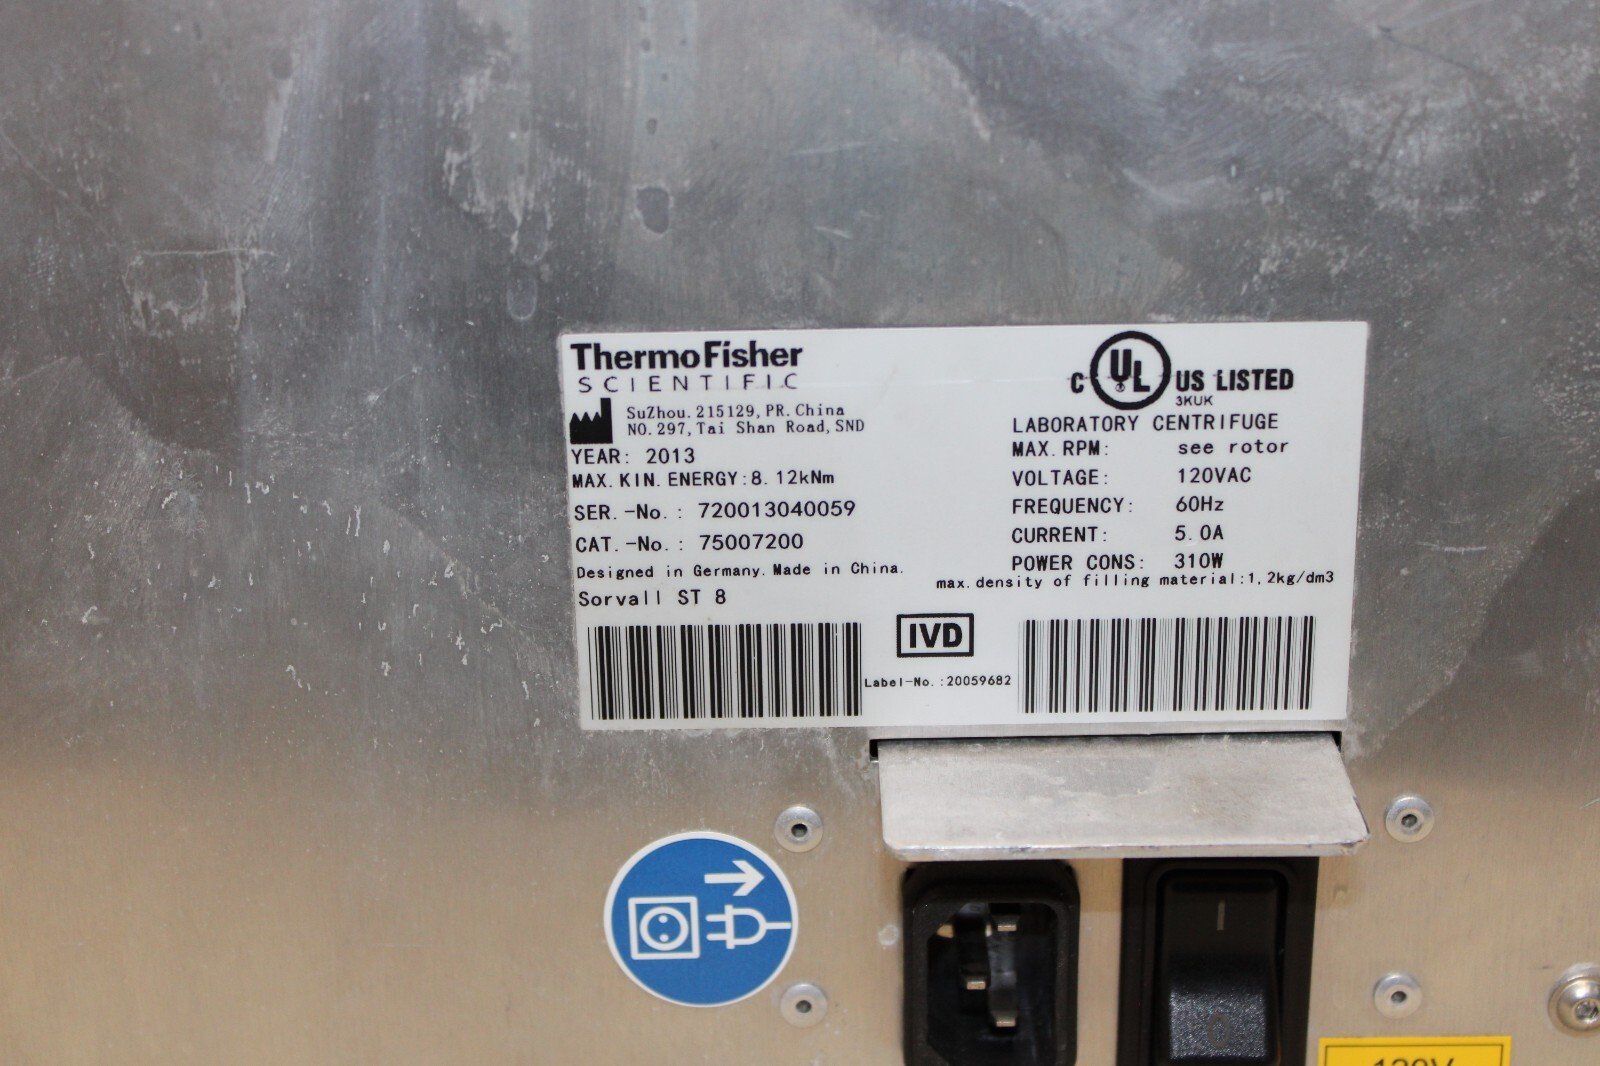 ThermoFisher
SCIENTIFIC
SuZhou. 215129, PR. China
NO. 297, Tai Shan Road, SND
YEAR: 2013
MAX. KIN. ENERGY:8. 12kNm
SER. -No. : 720013040059
CAT. -No. : 75007200
Designed in Germany. Made in China.
Sorvall ST 8
C UL US LISTED
3KUK
LABORATORY CENTRIFUGE
MAX. RPM: see rotor
VOLTAGE: 120VAC
FREQUENCY: 60Hz
CURRENT: 5. 0A
POWER CONS: 310W
max. density of filling material:1, 2kg/dm3
IVD
Label-No. :20059682
120V